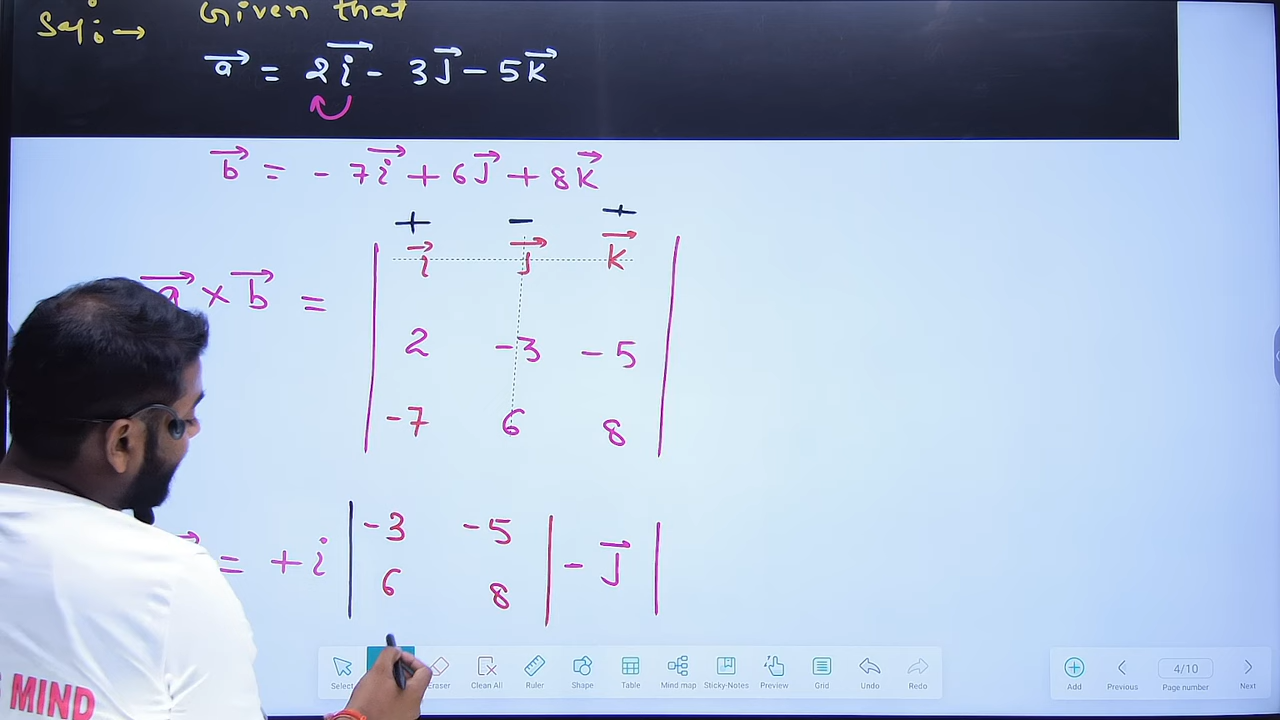 Sol: → Given that
a⃗ = 2i⃗ - 3J⃗ - 5K⃗
b⃗ = - 7i⃗ + 6J⃗ + 8K⃗
+ - +
i⃗ J⃗ K⃗
a⃗ × b⃗ =
2 -3 -5
-7 6 8
-3 -5
= +i | | - J⃗ |
6 8
MIND
Select Eraser Clean All Ruler Shape Table Mind map Sticky-Notes Preview Grid Undo Redo Add Previous 4/10 Page number Next